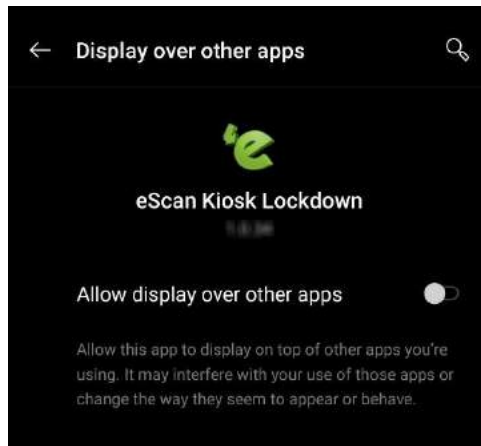 Display over other apps
eScan Kiosk Lockdown
Allow display over other apps
Allow this app to display on top of other apps you're
using. It may interfere with your use of those apps or
change the way they seem to appear or behave.